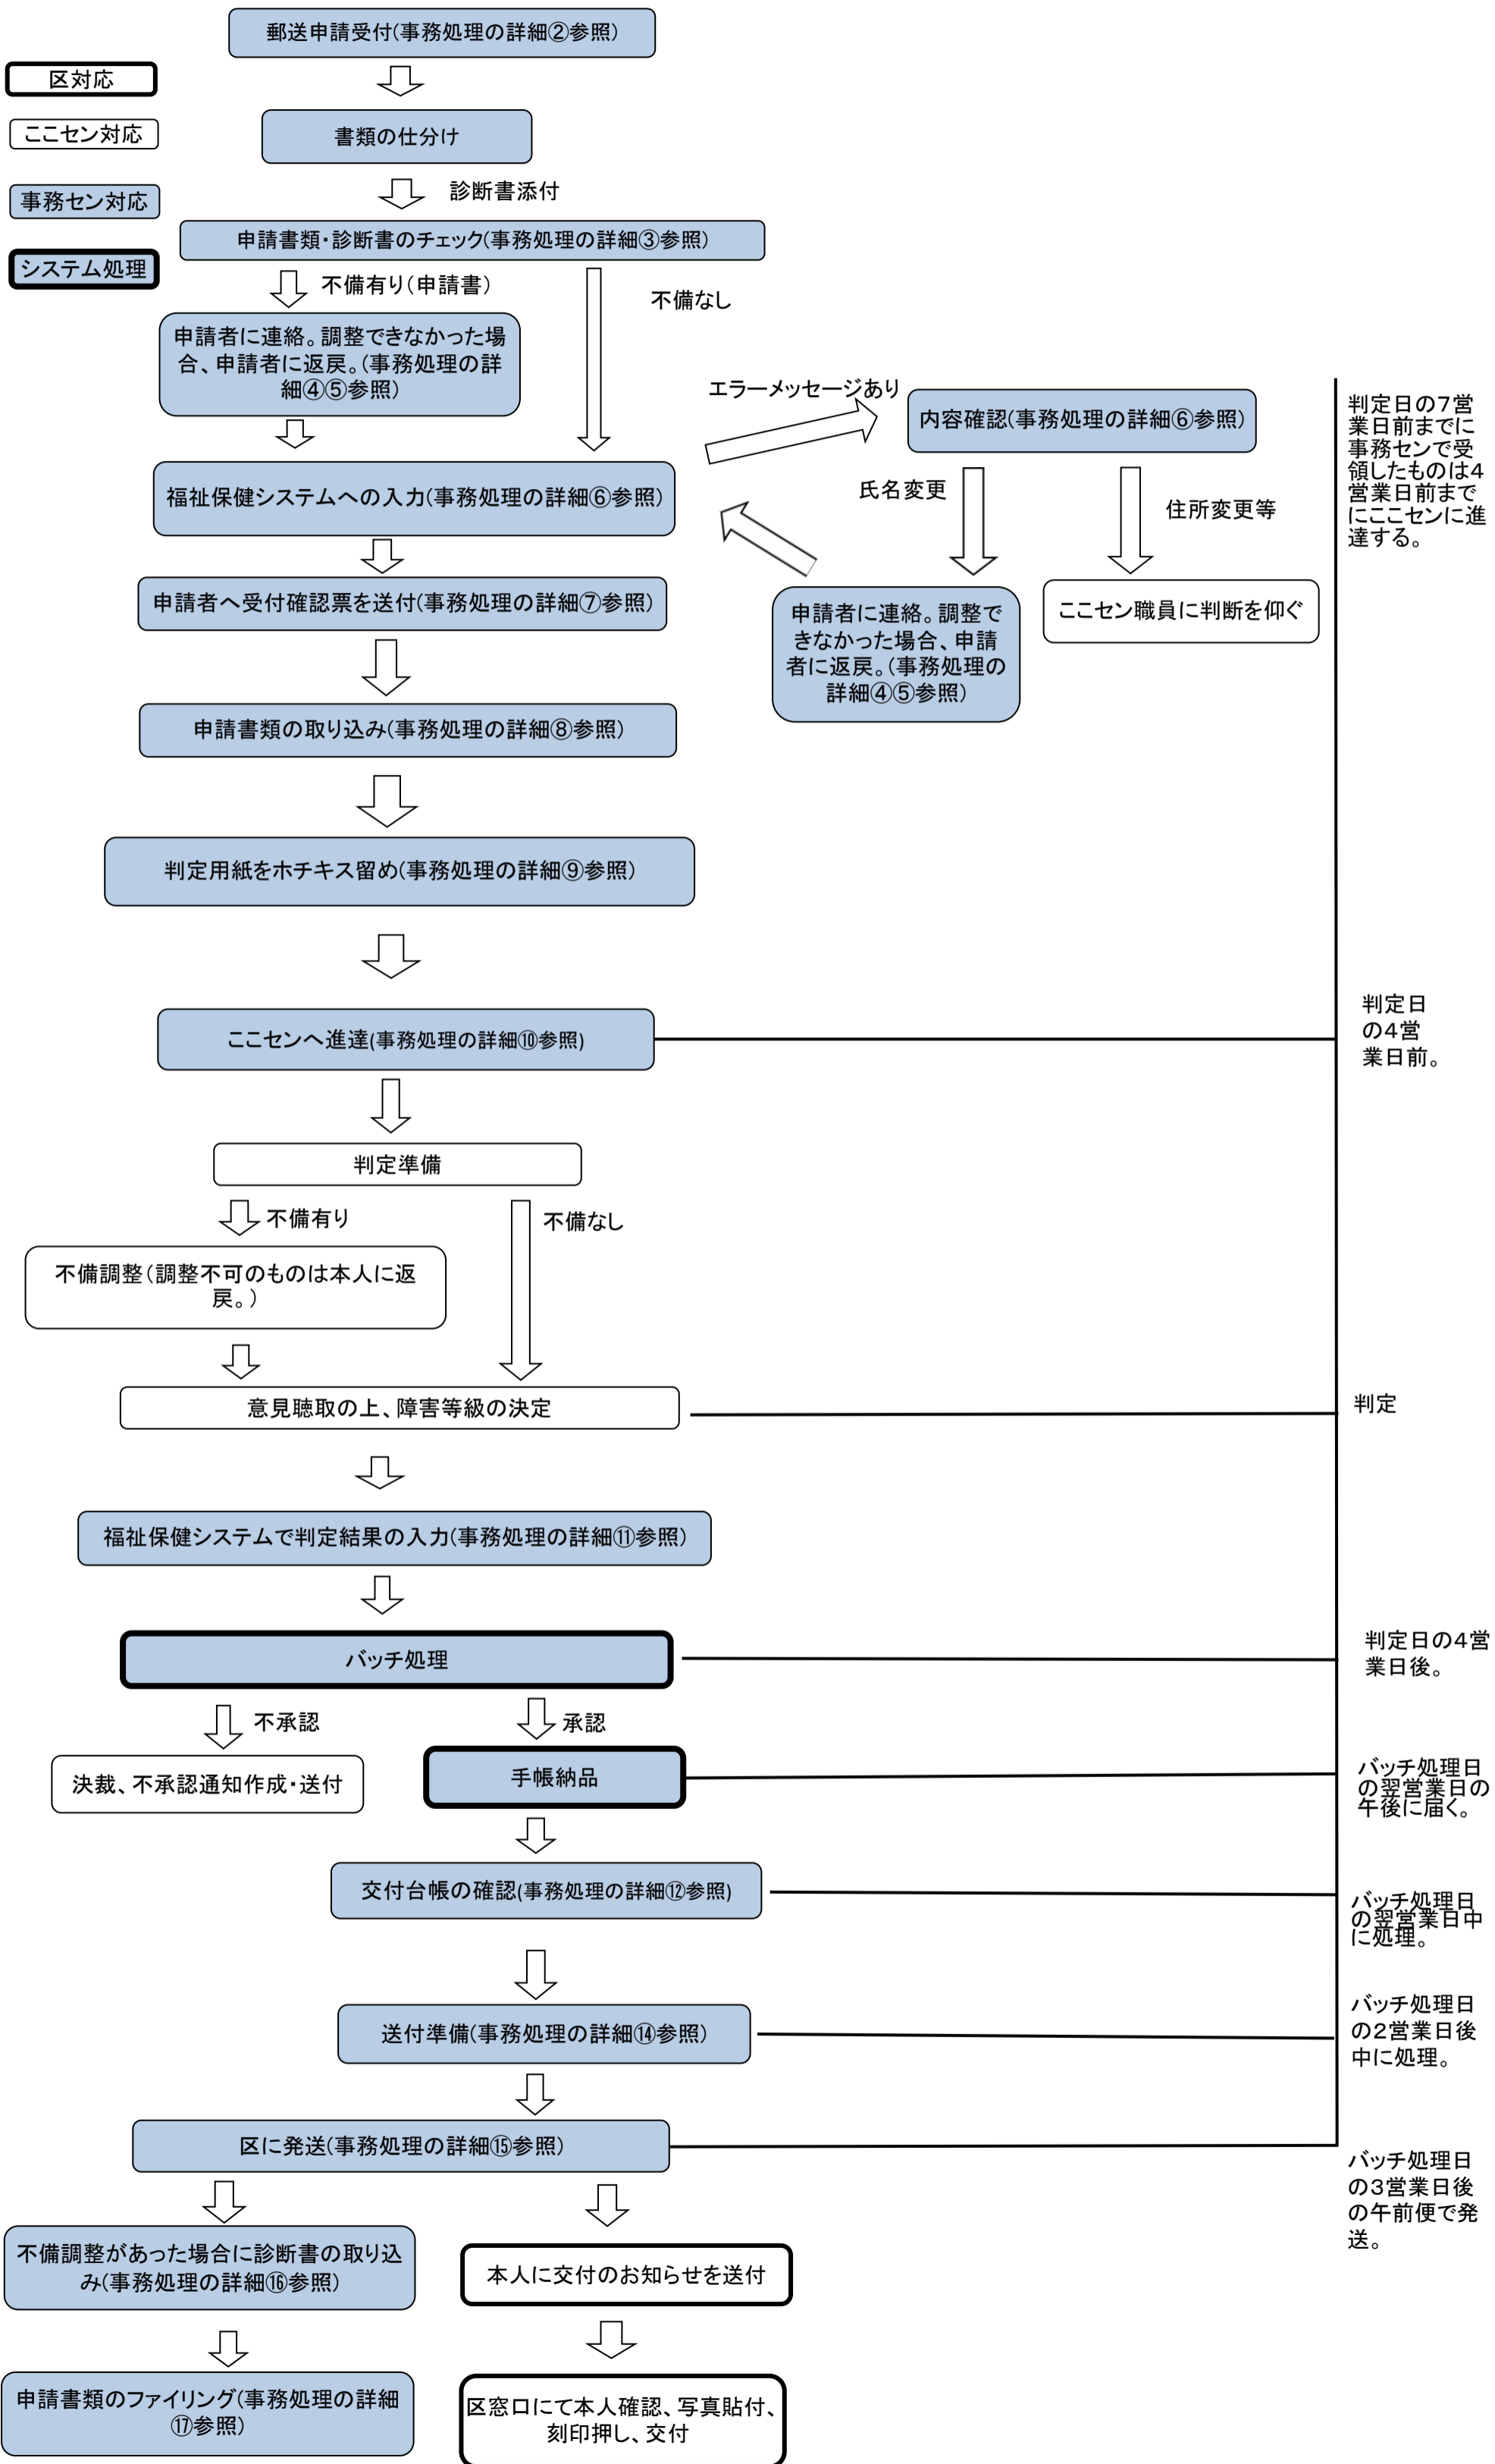 郵送申請受付(事務処理の詳細②参照)
区対応
ここセン対応
事務セン対応
システム処理
書類の仕分け
診断書添付
申請書類・診断書のチェック(事務処理の詳細③参照)
不備有り(申請書)
不備なし
申請者に連絡。調整できなかった場
合、申請者に返戻。(事務処理の詳
細④⑤参照)
エラーメッセージあり
内容確認(事務処理の詳細⑥参照)
判定日の7営
業日前までに
事務センで受
領したものは4
営業日前まで
にここセンに進
達する。
福祉保健システムへの入力(事務処理の詳細⑥参照)
氏名変更
住所変更等
申請者へ受付確認票を送付(事務処理の詳細⑦参照)
申請者に連絡。調整で
きなかった場合、申請
者に返戻。(事務処理の
詳細④⑤参照)
ここセン職員に判断を仰ぐ
申請書類の取り込み(事務処理の詳細⑧参照)
判定用紙をホチキス留め(事務処理の詳細⑨参照)
ここセンへ進達(事務処理の詳細⑩参照)
判定日
の4営
業日前。
判定準備
不備有り
不備なし
不備調整(調整不可のものは本人に返
戻。)
意見聴取の上、障害等級の決定
判定
福祉保健システムで判定結果の入力(事務処理の詳細⑪参照)
バッチ処理
判定日の4営
業日後。
不承認
承認
決裁、不承認通知作成・送付
手帳納品
バッチ処理日
の翌営業日の
午後に届く。
交付台帳の確認(事務処理の詳細⑫参照)
バッチ処理日
の翌営業日中
に処理。
送付準備(事務処理の詳細⑭参照)
バッチ処理日
の2営業日後
中に処理。
区に発送(事務処理の詳細⑮参照)
バッチ処理日
の3営業日後
の午前便で発
送。
不備調整があった場合に診断書の取り込
み(事務処理の詳細⑯参照)
本人に交付のお知らせを送付
申請書類のファイリング(事務処理の詳細
⑰参照)
区窓口にて本人確認、写真貼付、
刻印押し、交付